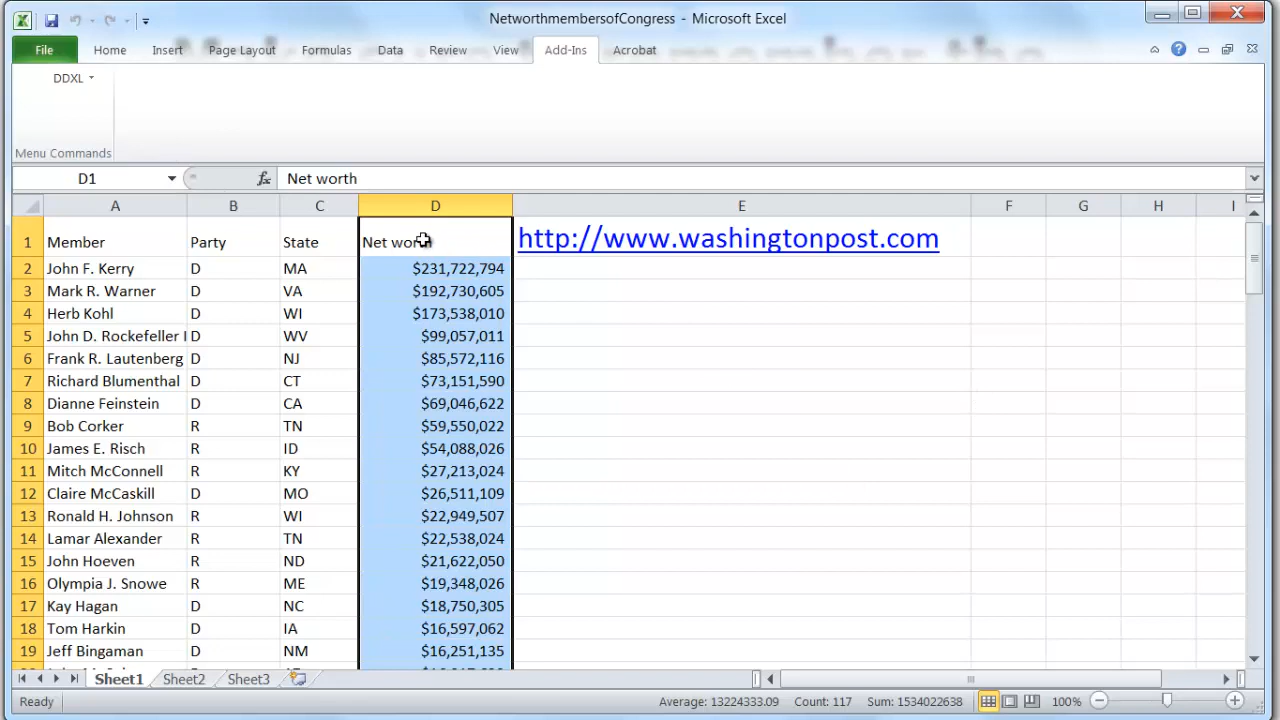 NetworthmembersofCongress - Microsoft Excel
File Home Insert Page Layout Formulas Data Review View Add-Ins Acrobat
DDXL
Menu Commands
D1 fx Net worth
A B C D E F G H I
1 Member Party State Net worth http://www.washingtonpost.com
2 John F. Kerry D MA $231,722,794
3 Mark R. Warner D VA $192,730,605
4 Herb Kohl D WI $173,538,010
5 John D. Rockefeller I D WV $99,057,011
6 Frank R. Lautenberg D NJ $85,572,116
7 Richard Blumenthal D CT $73,151,590
8 Dianne Feinstein D CA $69,046,622
9 Bob Corker R TN $59,550,022
10 James E. Risch R ID $54,088,026
11 Mitch McConnell R KY $27,213,024
12 Claire McCaskill D MO $26,511,109
13 Ronald H. Johnson R WI $22,949,507
14 Lamar Alexander R TN $22,538,024
15 John Hoeven R ND $21,622,050
16 Olympia J. Snowe R ME $19,348,026
17 Kay Hagan D NC $18,750,305
18 Tom Harkin D IA $16,597,062
19 Jeff Bingaman D NM $16,251,135
Sheet1 Sheet2 Sheet3
Ready Average: 13224333.09 Count: 117 Sum: 1534022638 100%